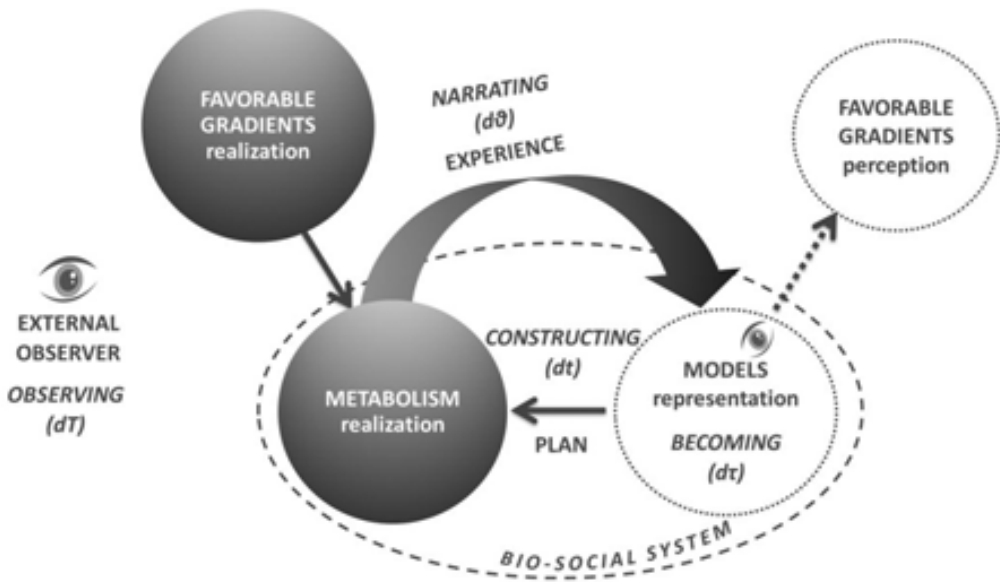 FAVORABLE
GRADIENTS
realization
NARRATING
(dϑ)
EXPERIENCE
FAVORABLE
GRADIENTS
perception
EXTERNAL
OBSERVER
OBSERVING
(dT)
METABOLISM
realization
CONSTRUCTING
(dt)
PLAN
MODELS
representation
BECOMING
(dτ)
BIO-SOCIAL SYSTEM